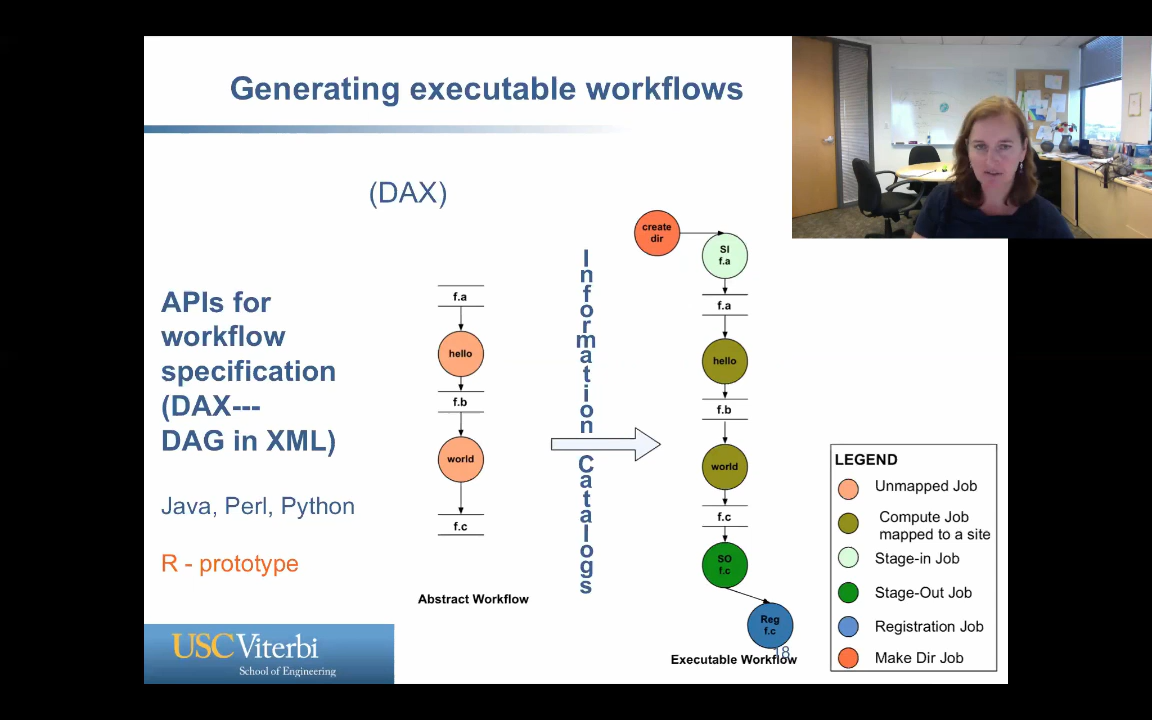 Generating executable workflows
(DAX)
APIs for
workflow
specification
(DAX---
DAG in XML)
Java, Perl, Python
R - prototype
f.a
hello
f.b
world
f.c
Abstract Workflow
Information Catalogs
create
dir
SI
f.a
f.a
hello
f.b
world
f.c
SO
f.c
Reg
f.c
18
Executable Workflow
LEGEND
Unmapped Job
Compute Job
mapped to a site
Stage-in Job
Stage-Out Job
Registration Job
Make Dir Job
USC Viterbi
School of Engineering